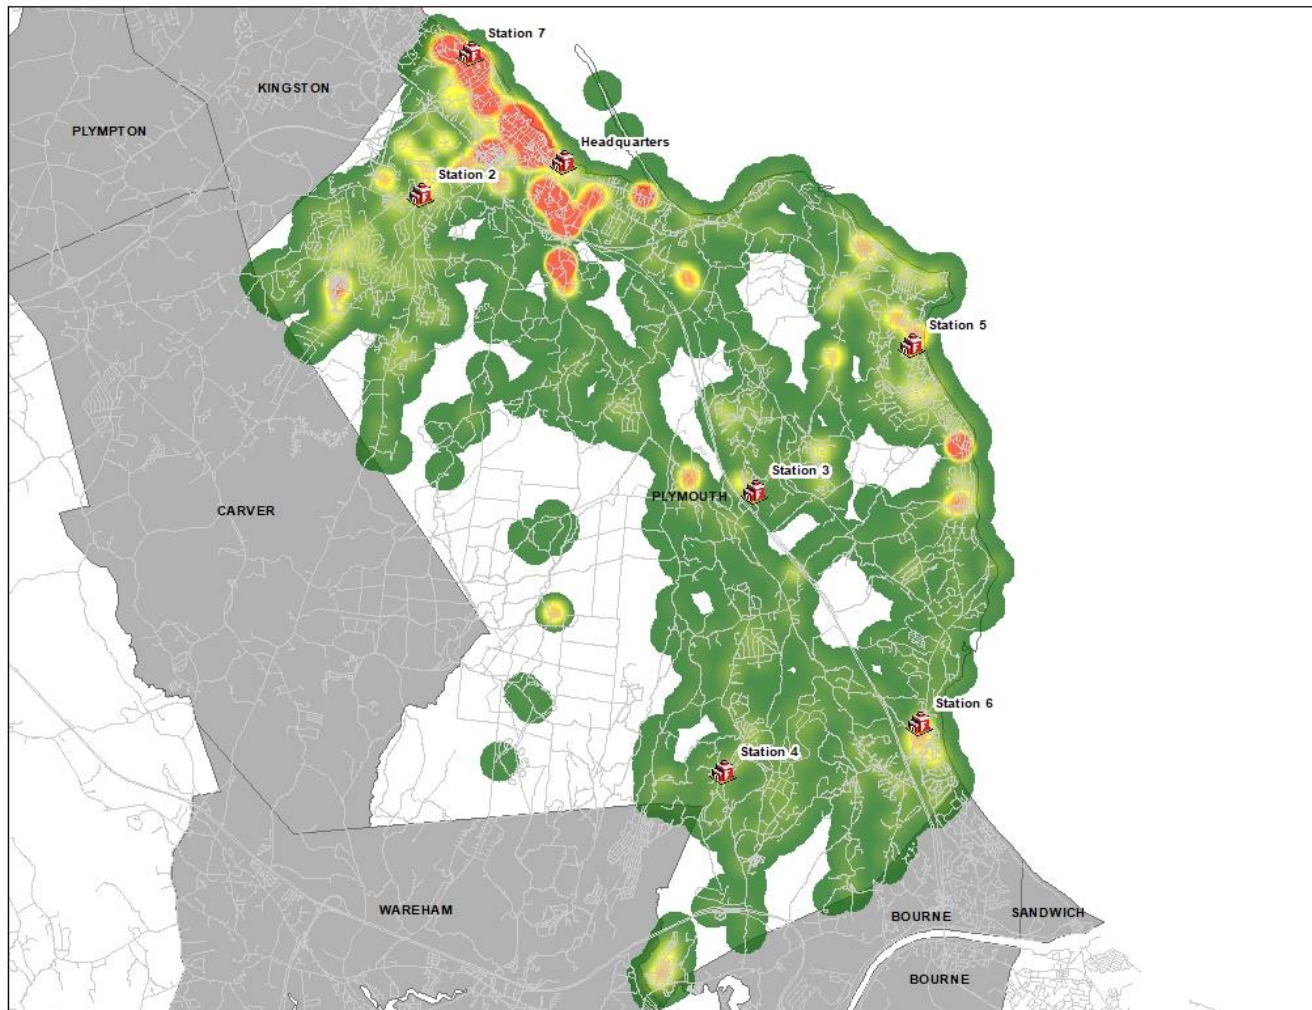 Station 7
KINGSTON
PLYMPTON
Headquarters
Station 2
Station 5
Station 3
PLYMOUTH
CARVER
Station 6
Station 4
WAREHAM
BOURNE
SANDWICH
BOURNE